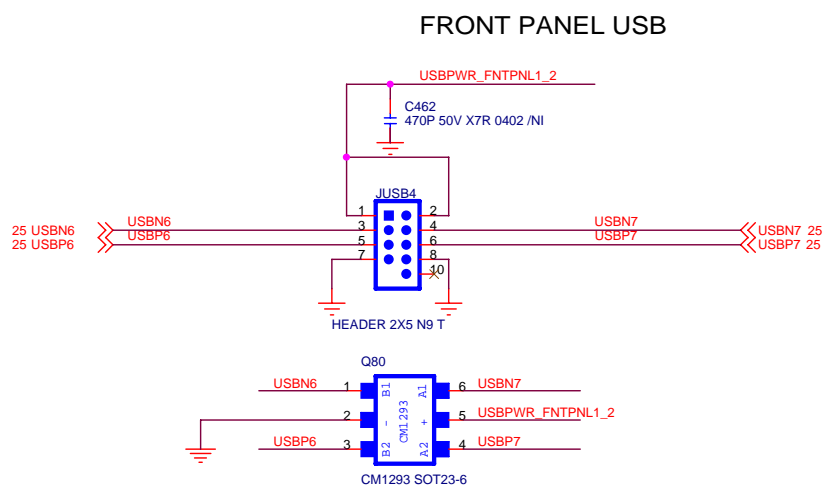 FRONT PANEL USB
USBPWR_FNTPNL1_2
C462
470P 50V X7R 0402 /NI
JUSB4
1 2
25 USBN6 USBN6 3 4 USBN7 USBN7 25
25 USBP6 USBP6 5 6 USBP7 USBP7 25
7 8
10
HEADER 2X5 N9 T
Q80
USBN6 1 B1 A1 6 USBN7
2 - CM1293 + 5 USBPWR_FNTPNL1_2
USBP6 3 B2 A2 4 USBP7
CM1293 SOT23-6